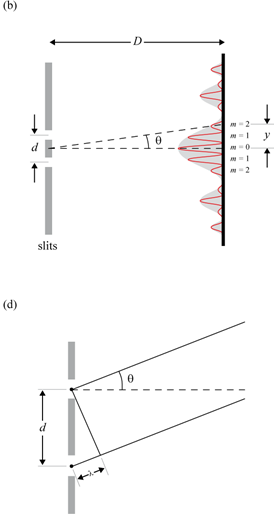 (b)
D
m = 2
m = 1
d
θ
m = 0
y
m = 1
m = 2
slits
(d)
θ
d
λ